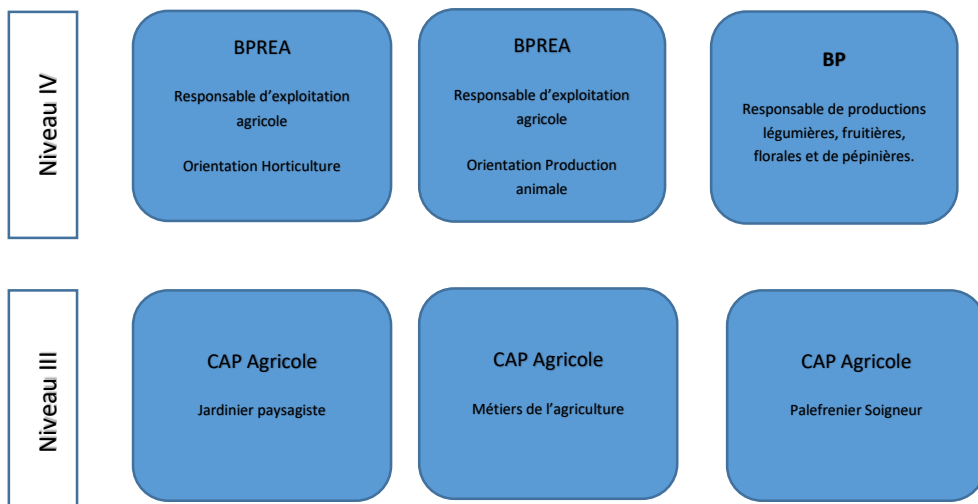 Niveau IV
BPREA
Responsable d’exploitation
agricole
Orientation Horticulture
BPREA
Responsable d’exploitation
agricole
Orientation Production
animale
BP
Responsable de productions
légumières, fruitières,
florales et de pépinières.
Niveau III
CAP Agricole
Jardinier paysagiste
CAP Agricole
Métiers de l’agriculture
CAP Agricole
Palefrenier Soigneur